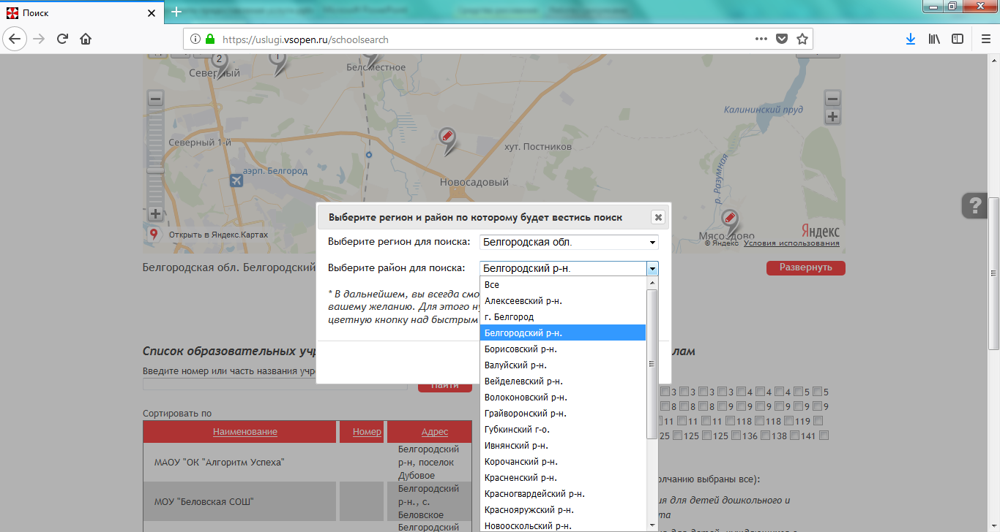 Поиск
https://uslugi.vsopen.ru/schoolsearch
2
1
Северный
Беломестное
Калининский пруд
Северный 1-й
хут. Постников
аэрп. Белгород
Новосадовый
р. Разумная
Мясоедово
Яндекс
Открыть в Яндекс.Картах
© Яндекс Условия использования
Белгородская обл. Белгородский
Развернуть
?
Выберите регион и район по которому будет вестись поиск
Выберите регион для поиска:
Белгородская обл.
Выберите район для поиска:
Белгородский р-н.
* В дальнейшем, вы всегда смо
вашему желанию. Для этого ну
цветную кнопку над быстрым
Все
Алексеевский р-н.
г. Белгород
Белгородский р-н.
Борисовский р-н.
Валуйский р-н.
Вейделевский р-н.
Волоконовский р-н.
Грайворонский р-н.
Губкинский г-о.
Ивнянский р-н.
Корочанский р-н.
Красненский р-н.
Красногвардейский р-н.
Краснояружский р-н.
Новооскольский р-н.
Список образовательных учр
лам
Введите номер или часть названия учре
Найти
3 3 3 3 4 4 4 5 5
8 8 8 9 9 9 9 9 9
11 11 11 118 118 119
25 125 125 136 138 141
Сортировать по
Наименование
Номер
Адрес
МАОУ "ОК "Алгоритм Успеха"
Белгородский
р-н, поселок
Дубовое
МОУ "Беловская СОШ"
Белгородский
р-н., с.
Беловское
Белгородский
олчанию выбраны все):
ия для детей дошкольного и
та